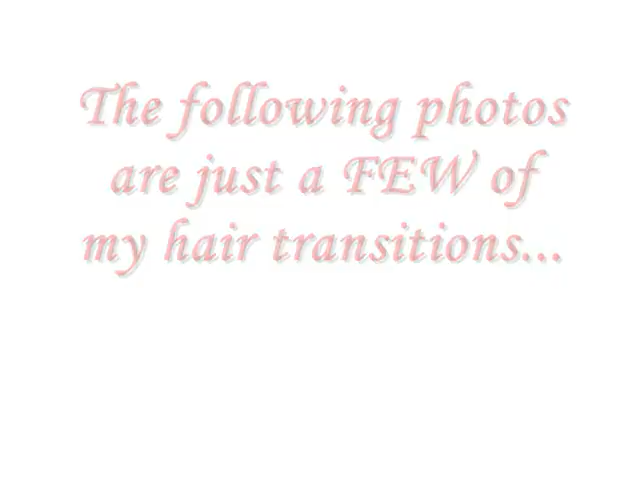 The following photos
are just a FEW of
my hair transitions...